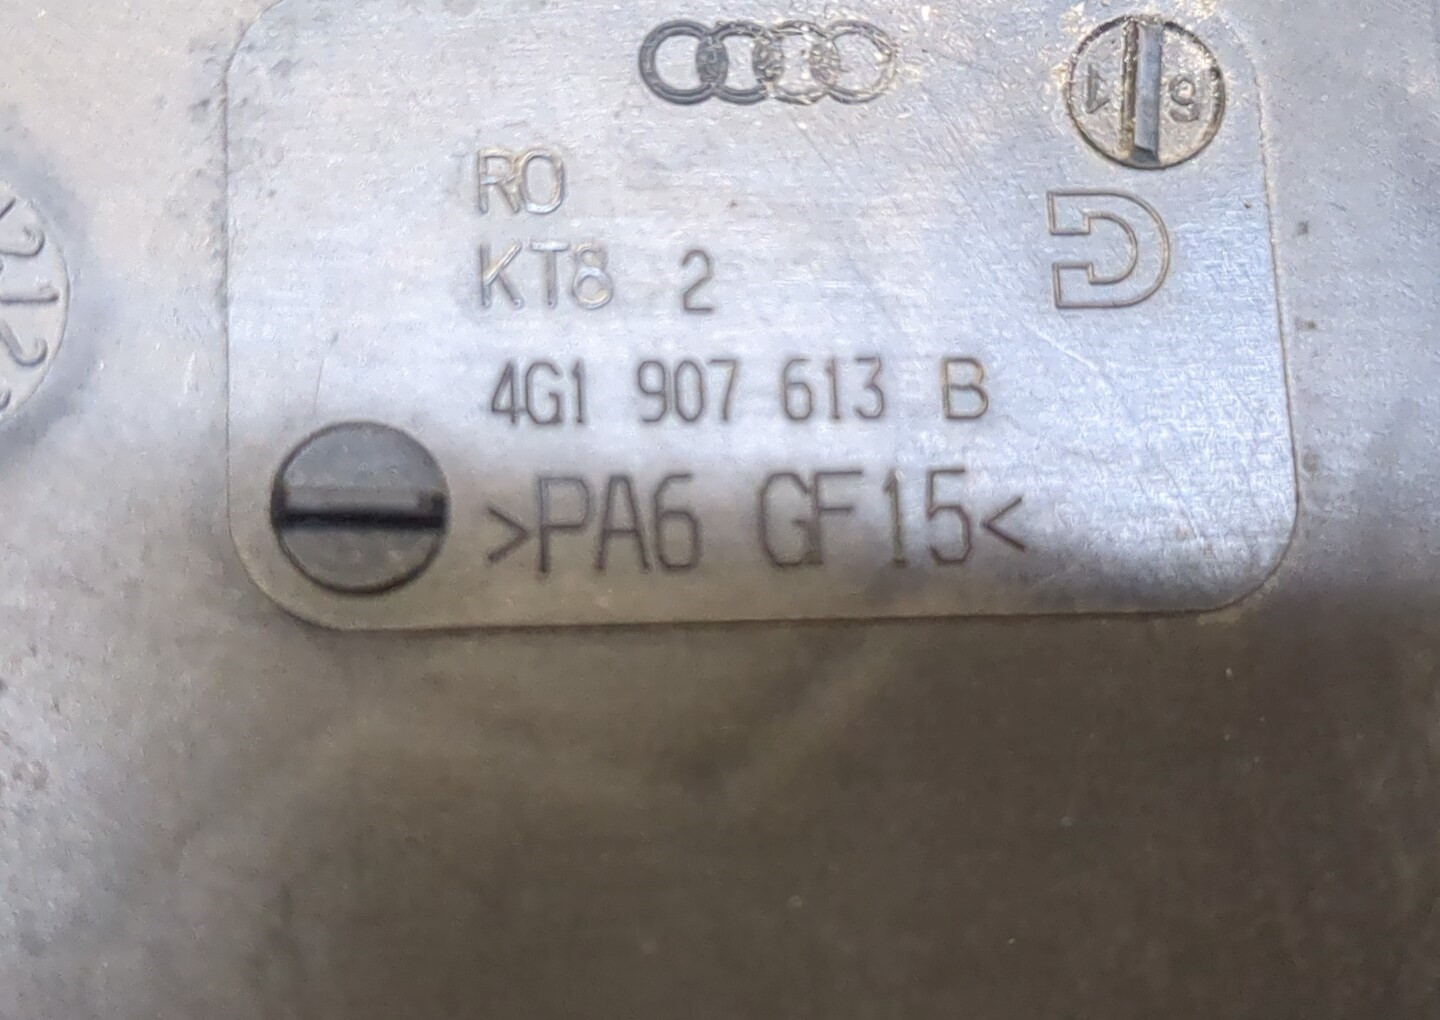 RO
KT8 2
4G1 907 613 B
>PA6 GF15<